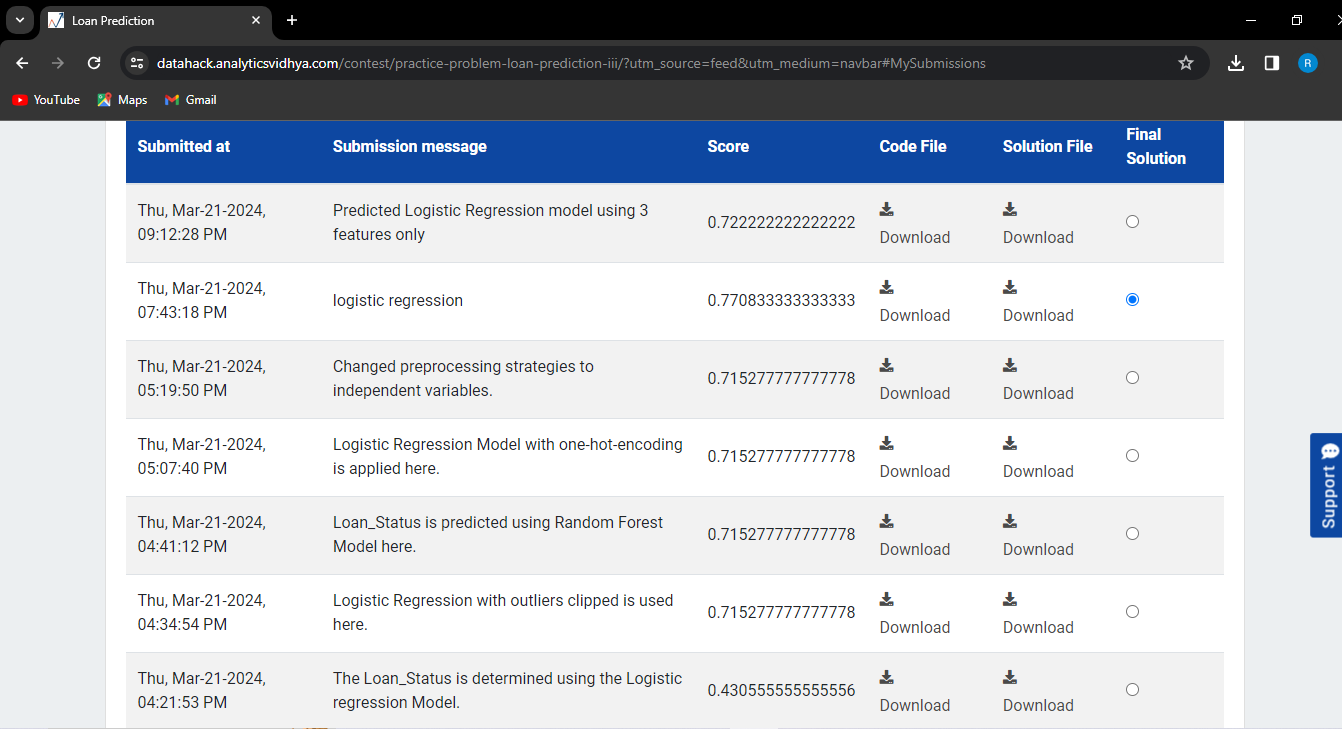 Loan Prediction
datahack.analyticsvidhya.com/contest/practice-problem-loan-prediction-iii/?utm_source=feed&utm_medium=navbar#MySubmissions
R
YouTube Maps Gmail
Submitted at Submission message Score Code File Solution File Final
Solution
Thu, Mar-21-2024,
09:12:28 PM
Predicted Logistic Regression model using 3
features only
0.722222222222222
Download
Download
Thu, Mar-21-2024,
07:43:18 PM
logistic regression
0.770833333333333
Download
Download
Thu, Mar-21-2024,
05:19:50 PM
Changed preprocessing strategies to
independent variables.
0.715277777777778
Download
Download
Thu, Mar-21-2024,
05:07:40 PM
Logistic Regression Model with one-hot-encoding
is applied here.
0.715277777777778
Download
Download
Thu, Mar-21-2024,
04:41:12 PM
Loan_Status is predicted using Random Forest
Model here.
0.715277777777778
Download
Download
Thu, Mar-21-2024,
04:34:54 PM
Logistic Regression with outliers clipped is used
here.
0.715277777777778
Download
Download
Thu, Mar-21-2024,
04:21:53 PM
The Loan_Status is determined using the Logistic
regression Model.
0.430555555555556
Download
Download
Support